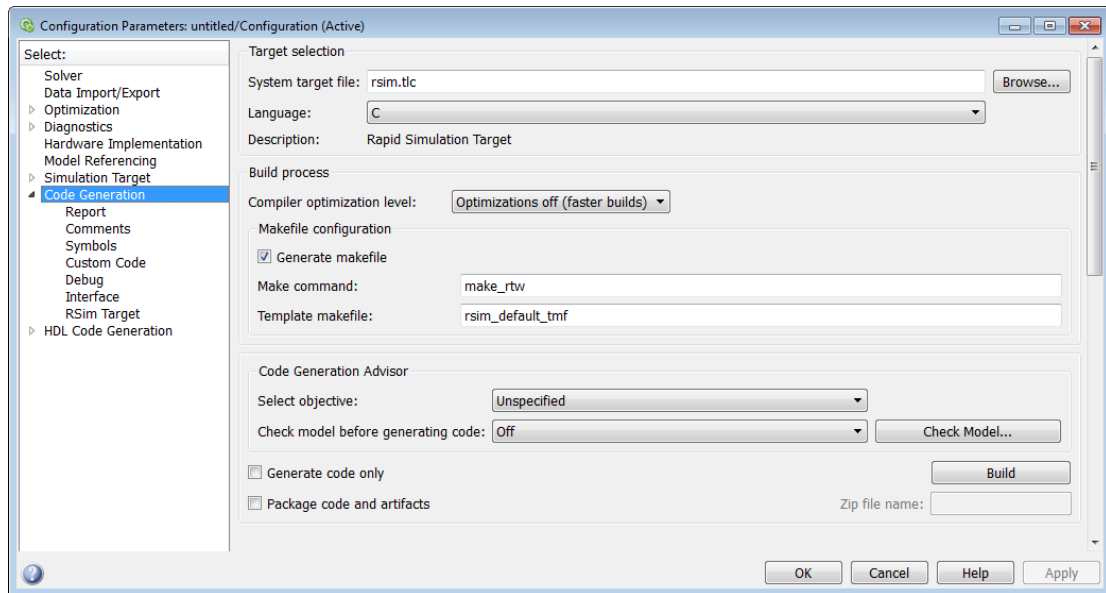 Configuration Parameters: untitled/Configuration (Active)
Select:
Solver
Data Import/Export
Optimization
Diagnostics
Hardware Implementation
Model Referencing
Simulation Target
Code Generation
Report
Comments
Symbols
Custom Code
Debug
Interface
RSim Target
HDL Code Generation
Target selection
System target file: rsim.tlc Browse...
Language: C
Description: Rapid Simulation Target
Build process
Compiler optimization level: Optimizations off (faster builds)
Makefile configuration
Generate makefile
Make command: make_rtw
Template makefile: rsim_default_tmf
Code Generation Advisor
Select objective: Unspecified
Check model before generating code: Off Check Model...
Generate code only Build
Package code and artifacts Zip file name:
OK Cancel Help Apply